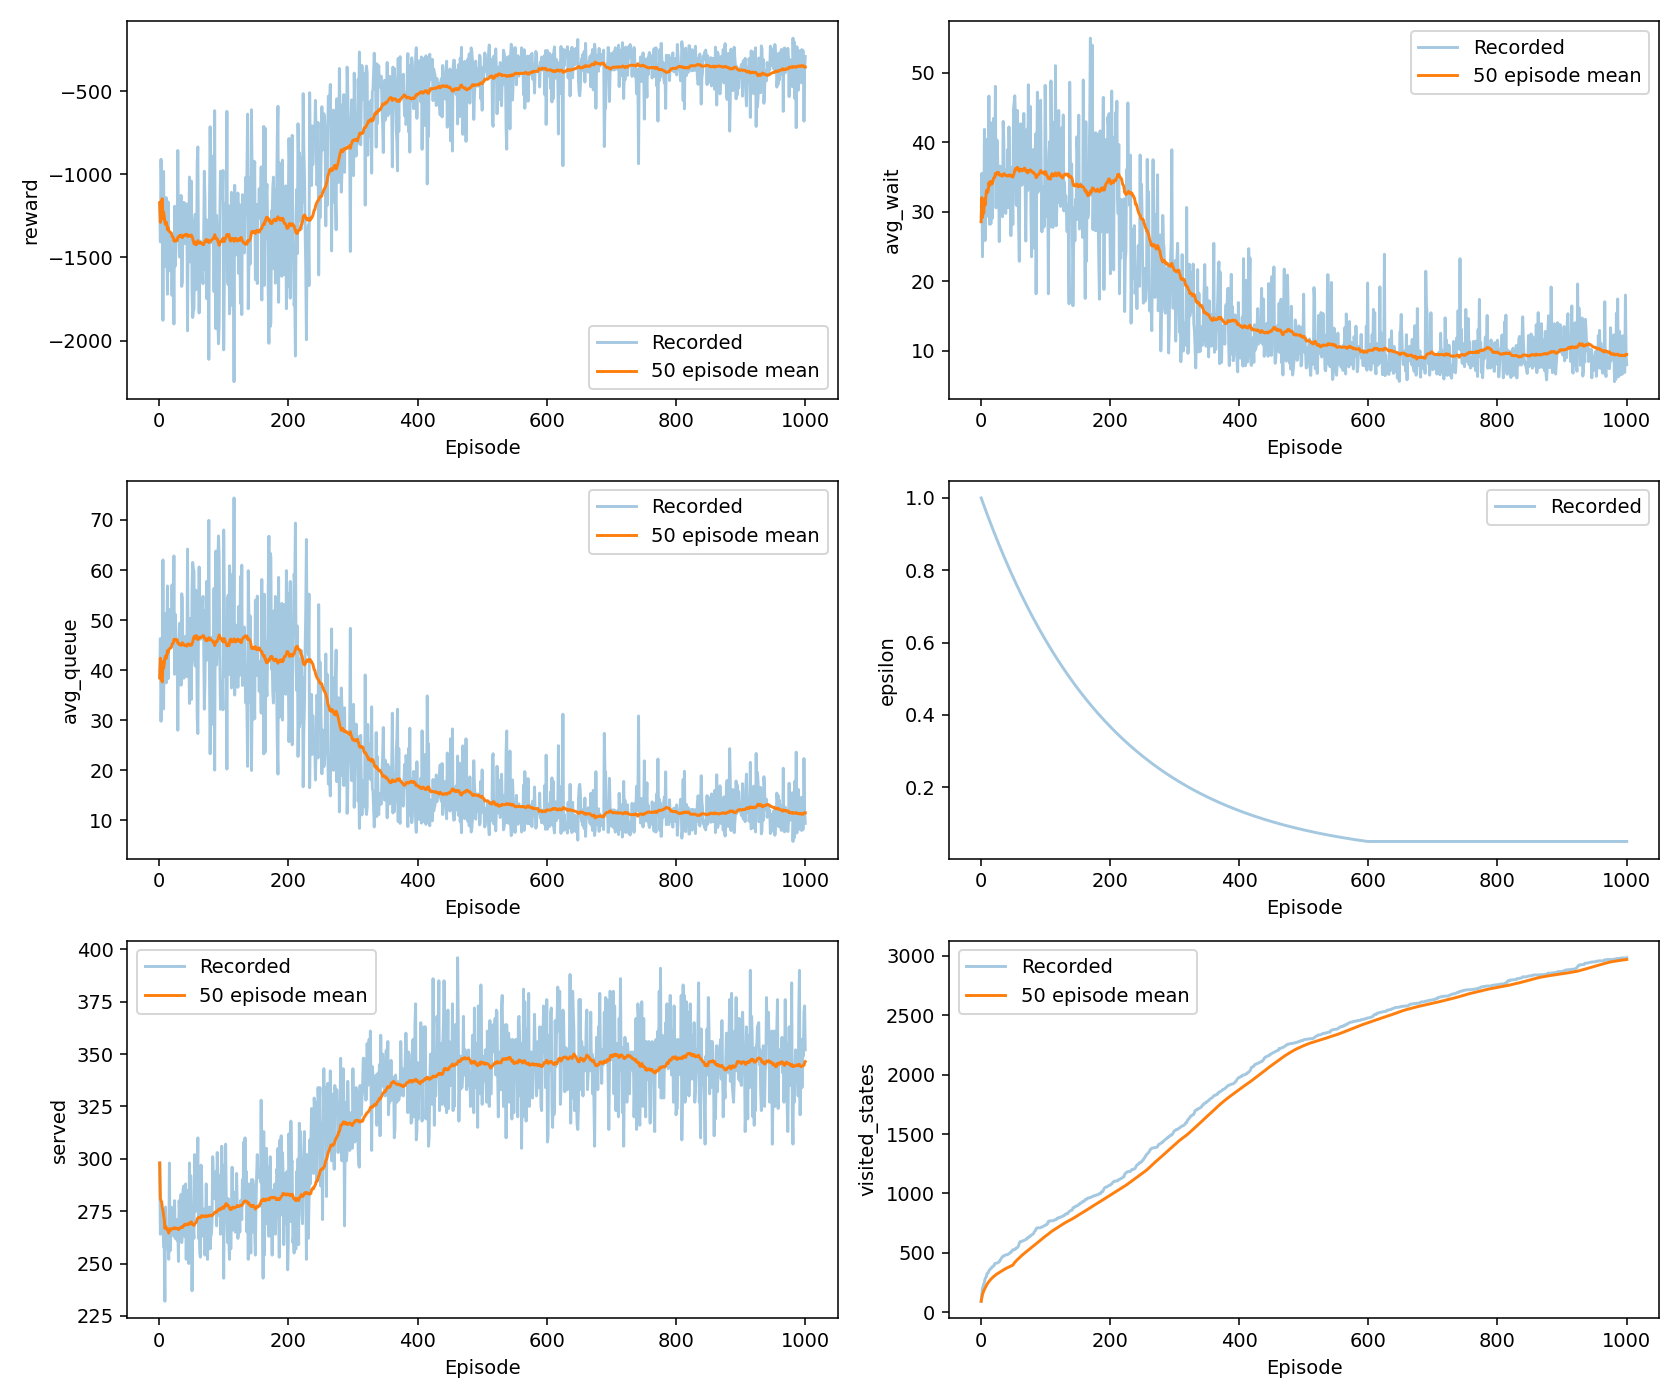 reward
−500
−1000
−1500
−2000
Recorded
50 episode mean
0 200 400 600 800 1000
Episode
avg_wait
50
40
30
20
10
Recorded
50 episode mean
0 200 400 600 800 1000
Episode
avg_queue
70
60
50
40
30
20
10
Recorded
50 episode mean
0 200 400 600 800 1000
Episode
epsilon
1.0
0.8
0.6
0.4
0.2
Recorded
0 200 400 600 800 1000
Episode
served
400
375
350
325
300
275
250
225
Recorded
50 episode mean
0 200 400 600 800 1000
Episode
visited_states
3000
2500
2000
1500
1000
500
0
Recorded
50 episode mean
0 200 400 600 800 1000
Episode